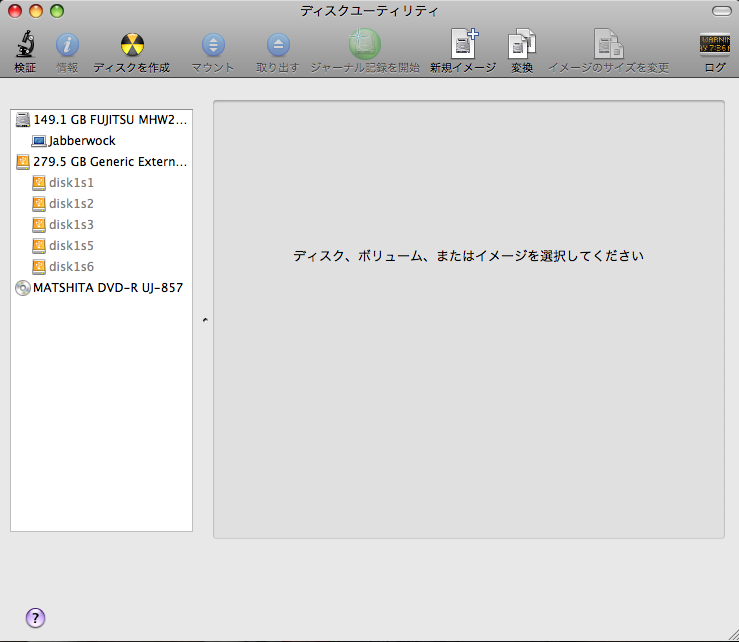 ディスクユーティリティ
検証 情報 ディスクを作成 マウント 取り出す ジャーナル記録を開始 新規イメージ 変換 イメージのサイズを変更 ログ
149.1 GB FUJITSU MHW2...
Jabberwock
279.5 GB Generic Extern...
disk1s1
disk1s2
disk1s3
disk1s5
disk1s6
MATSHITA DVD-R UJ-857
ディスク、ボリューム、またはイメージを選択してください
?